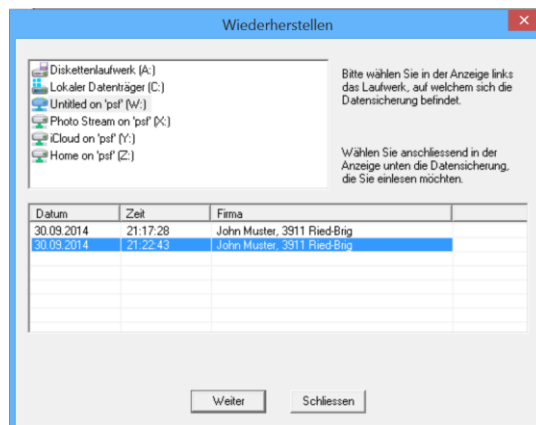 Wiederherstellen
Diskettenlaufwerk (A:)
Lokaler Datenträger (C:)
Untitled on 'psf' (W:)
Photo Stream on 'psf' (X:)
iCloud on 'psf' (Y:)
Home on 'psf' (Z:)
Bitte wählen Sie in der Anzeige links
das Laufwerk, auf welchem sich die
Datensicherung befindet.
Wählen Sie anschliessend in der
Anzeige unten die Datensicherung,
die Sie einlesen möchten.
Datum Zeit Firma
30.09.2014 21:17:28 John Muster, 3911 Ried-Brig
30.09.2014 21:22:43 John Muster, 3911 Ried-Brig
Weiter Schliessen